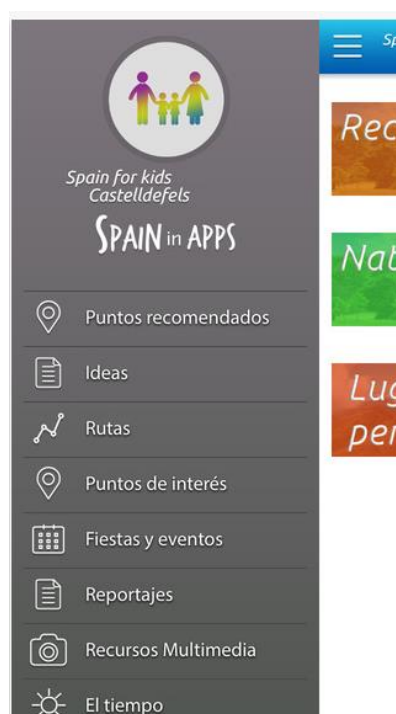 Spain for kids
Castelldefels
SPAIN in APPS
Puntos recomendados
Ideas
Rutas
Puntos de interés
Fiestas y eventos
Reportajes
Recursos Multimedia
El tiempo